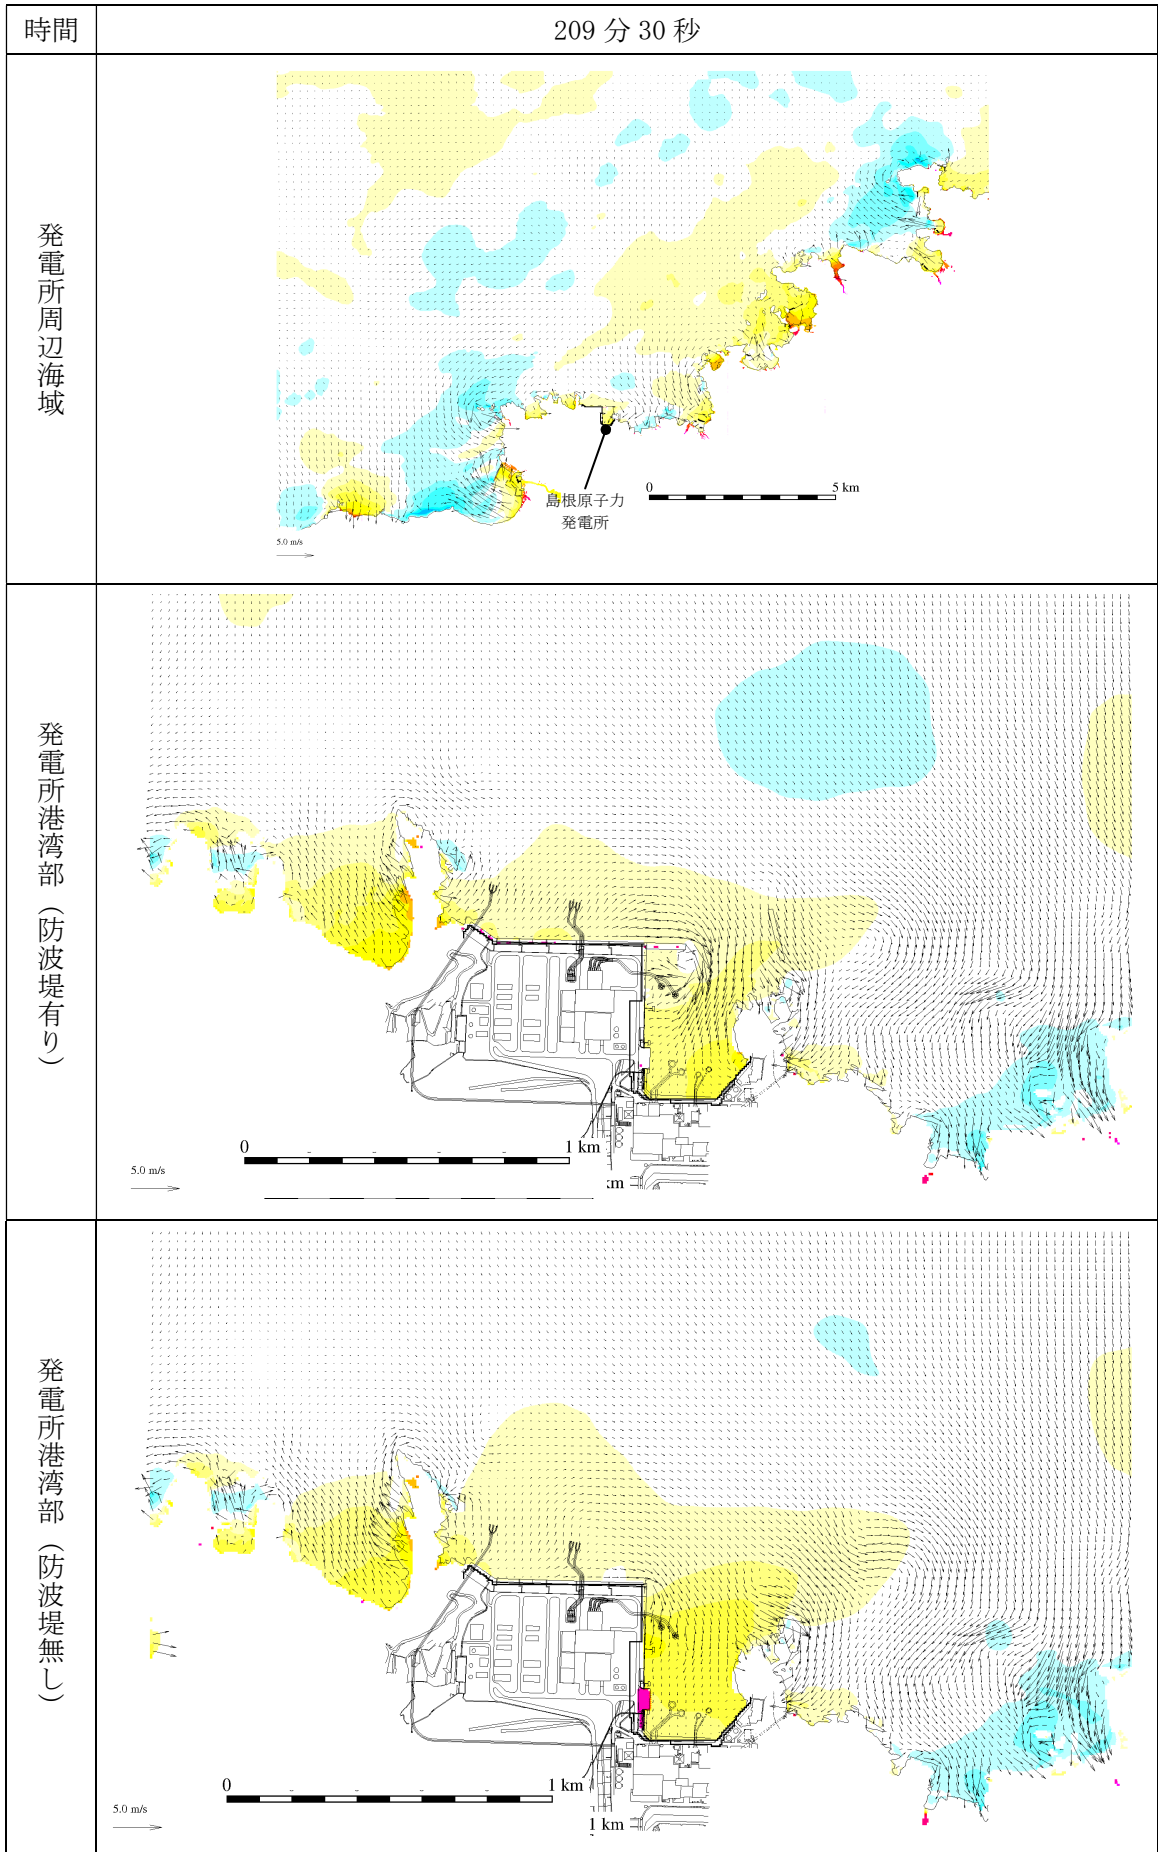 時間
209 分 30 秒
発電所周辺海域
島根原子力
発電所
0
5 km
5.0 m/s
発電所港湾部（防波堤有り）
0
1 km
5.0 m/s
km
発電所港湾部（防波堤無し）
0
1 km
5.0 m/s
1 km